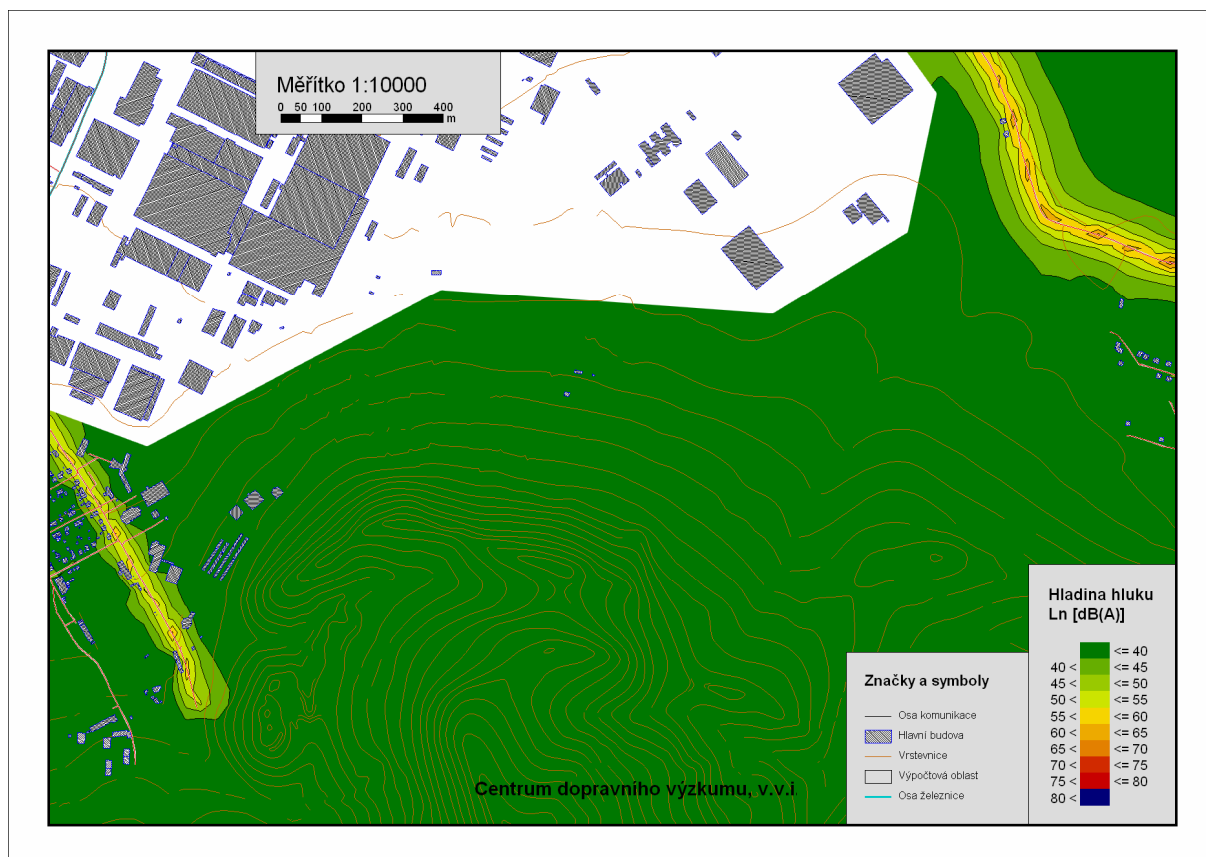 Měřítko 1:10000
0 50 100 200 300 400
m
Hladina hluku
Ln [dB(A)]
<= 40
40 < <= 45
45 < <= 50
50 < <= 55
55 < <= 60
60 < <= 65
65 < <= 70
70 < <= 75
75 < <= 80
80 <
Značky a symboly
Osa komunikace
Hlavní budova
Vrstevnice
Výpočtová oblast
Osa železnice
Centrum dopravního výzkumu, v.v.i